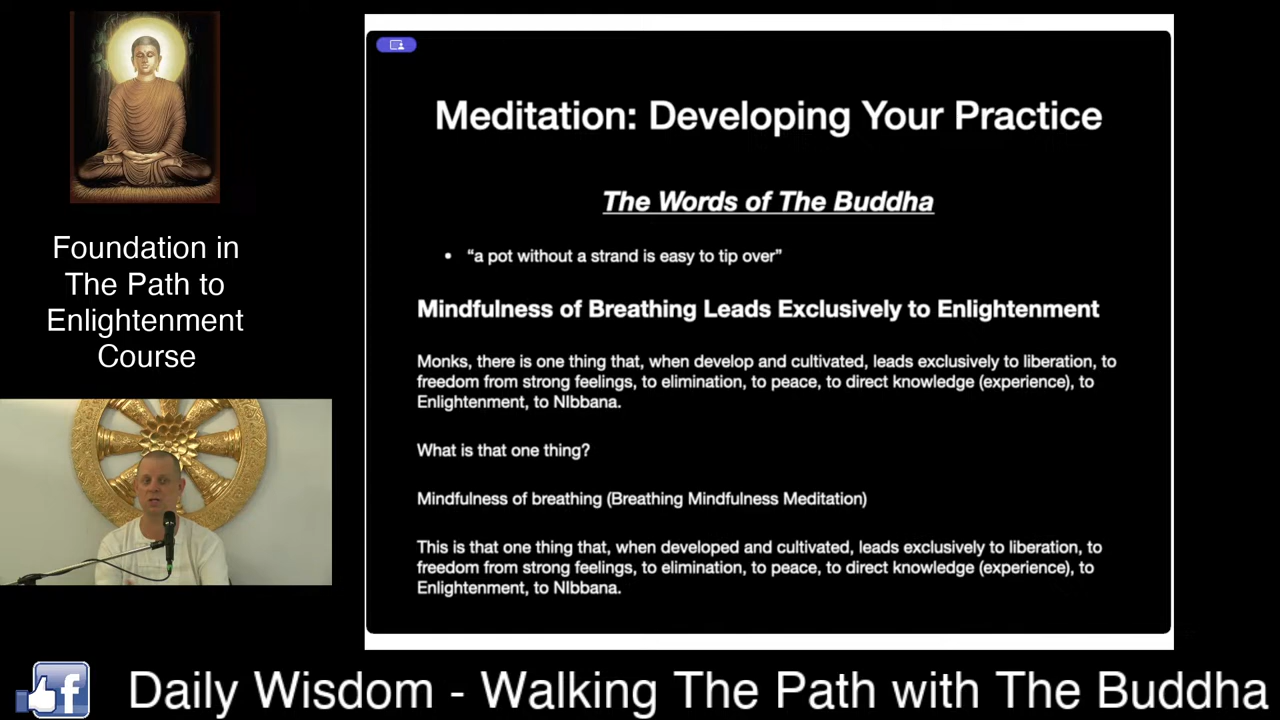 Foundation in
The Path to
Enlightenment
Course
Meditation: Developing Your Practice
The Words of The Buddha
• “a pot without a strand is easy to tip over”
Mindfulness of Breathing Leads Exclusively to Enlightenment
Monks, there is one thing that, when develop and cultivated, leads exclusively to liberation, to
freedom from strong feelings, to elimination, to peace, to direct knowledge (experience), to
Enlightenment, to NIbbana.
What is that one thing?
Mindfulness of breathing (Breathing Mindfulness Meditation)
This is that one thing that, when developed and cultivated, leads exclusively to liberation, to
freedom from strong feelings, to elimination, to peace, to direct knowledge (experience), to
Enlightenment, to NIbbana.
f Daily Wisdom - Walking The Path with The Buddha